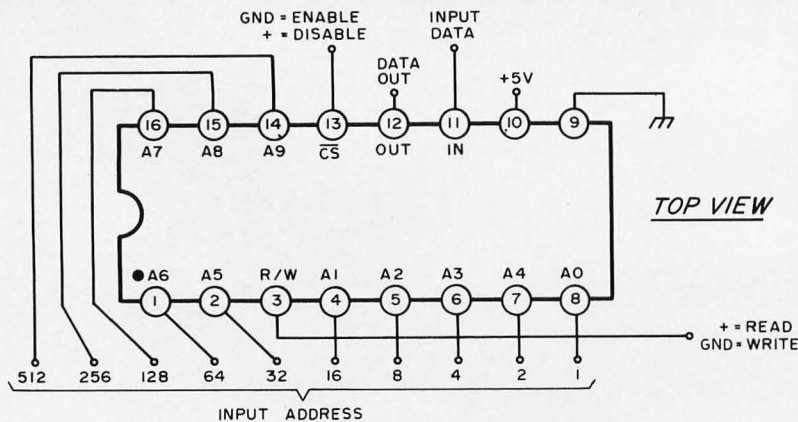 GND = ENABLE
+ = DISABLE
INPUT
DATA
DATA
OUT
+5V
16 15 14 13 12 11 10 9
A7 A8 A9 CS OUT IN
TOP VIEW
A6 A5 R/W A1 A2 A3 A4 A0
1 2 3 4 5 6 7 8
+ = READ
GND = WRITE
512 256 128 64 32 16 8 4 2 1
INPUT ADDRESS